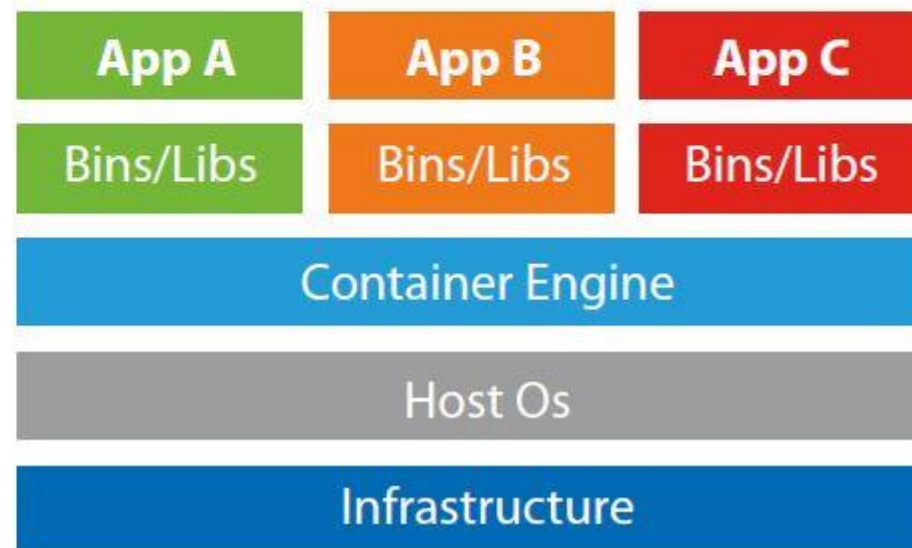 App A App B App C
Bins/Libs Bins/Libs Bins/Libs
Container Engine
Host Os
Infrastructure